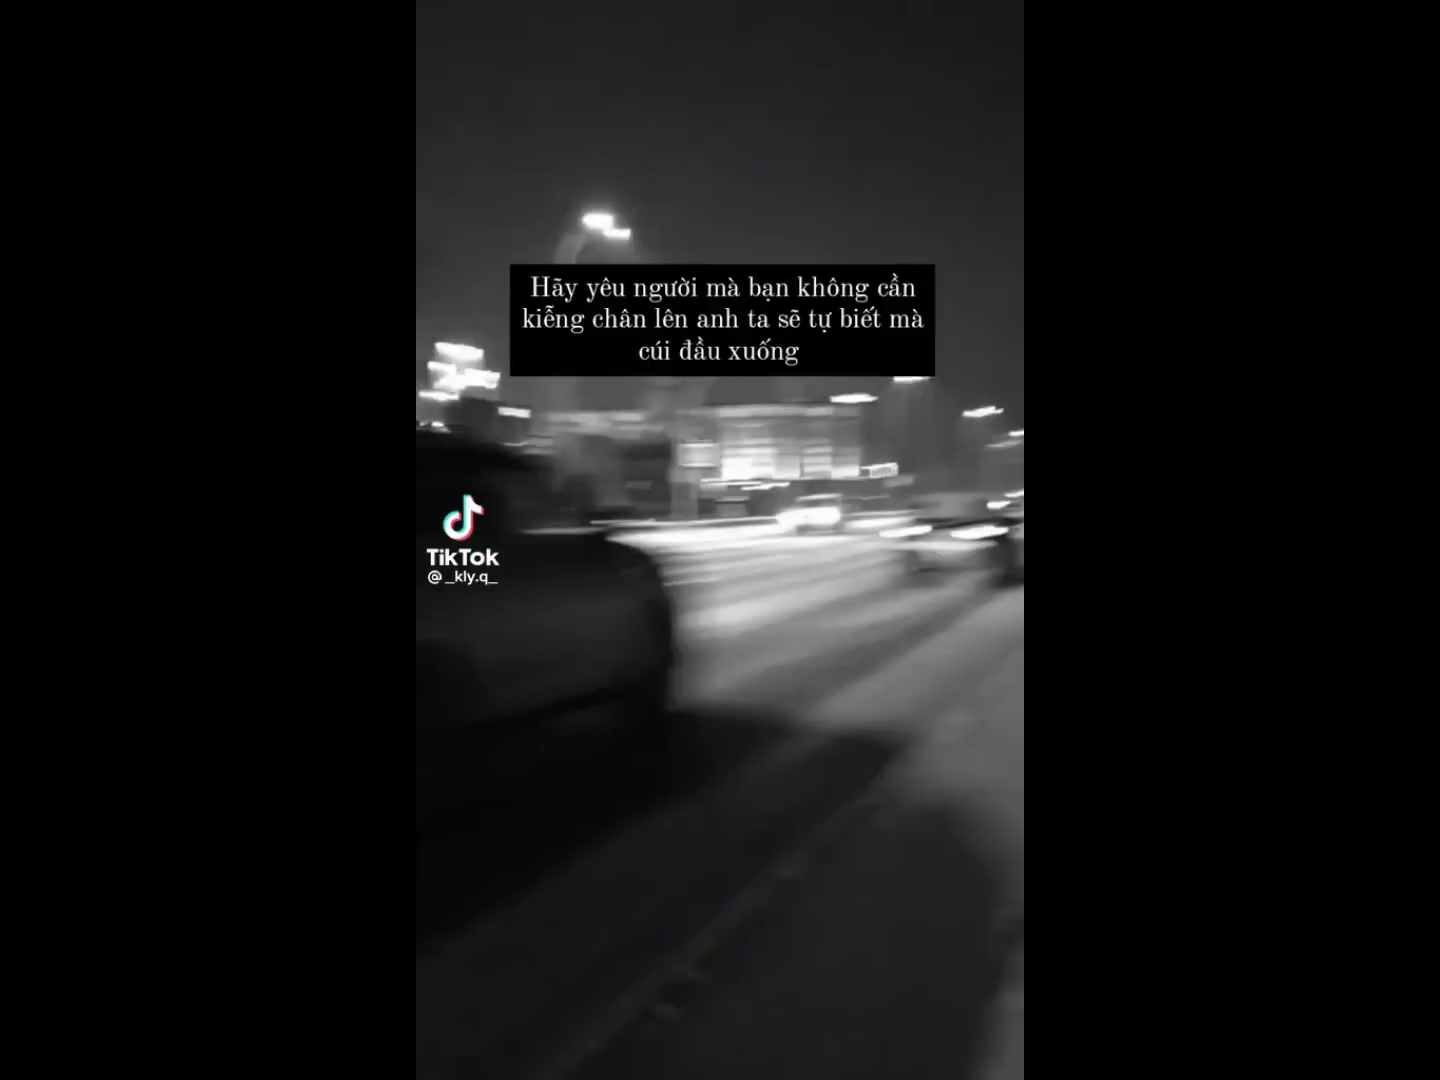 Hãy yêu người mà bạn không cần
kiễng chân lên anh ta sẽ tự biết mà
cúi đầu xuống
TikTok
@_kly.q_